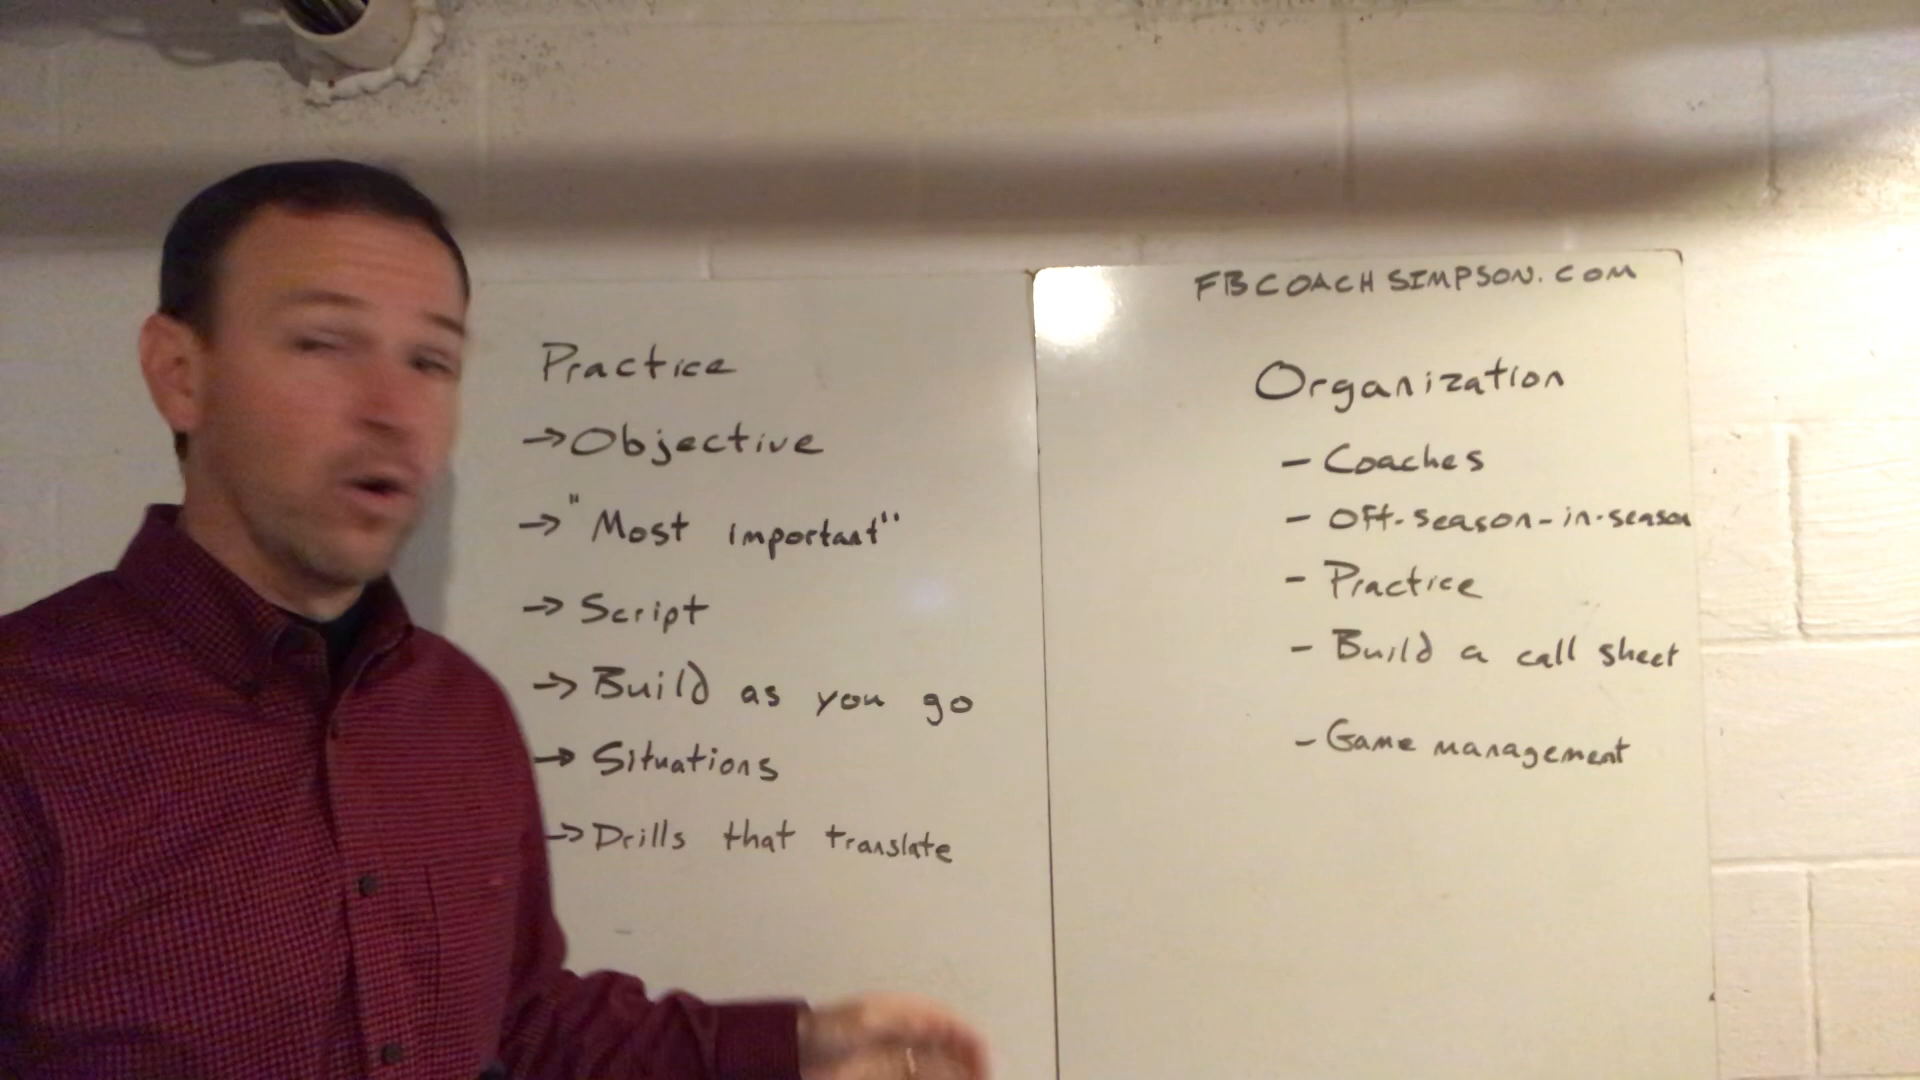 Practice
→Objective
→ "Most important"
→ Script
→ Build as you go
→ Situations
→ Drills that translate
FBCOACHSIMPSON.COM
Organization
- Coaches
- Off-season-in-season
- Practice
- Build a call sheet
- Game management